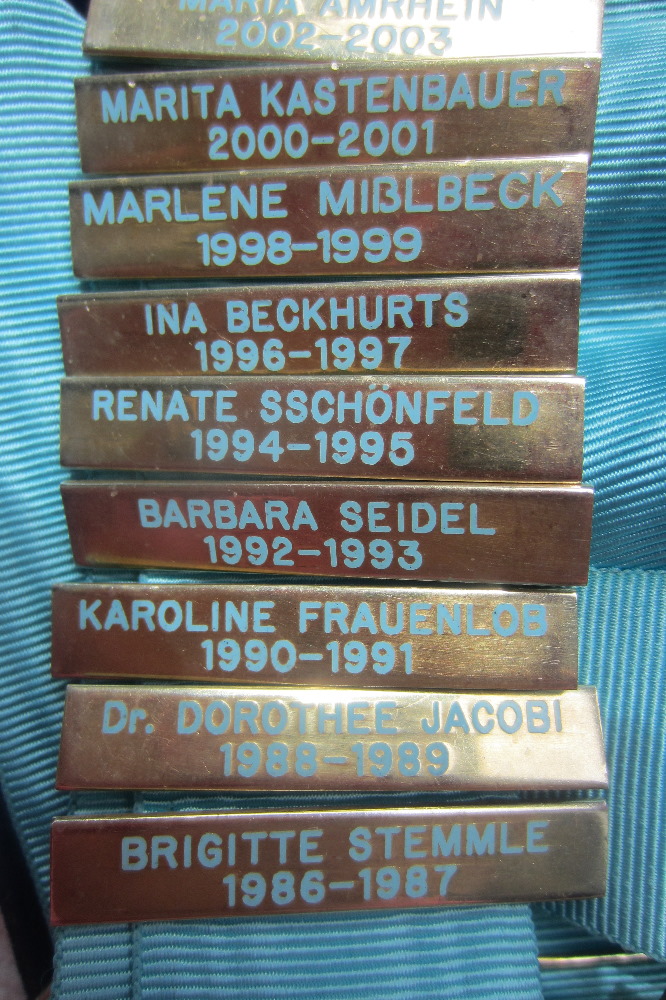 MARIA AMRHEIN
2002-2003
MARITA KASTENBAUER
2000-2001
MARLENE MIßLBECK
1998-1999
INA BECKHURTS
1996-1997
RENATE SSCHÖNFELD
1994-1995
BARBARA SEIDEL
1992-1993
KAROLINE FRAUENLOB
1990-1991
Dr. DOROTHEE JACOBI
1988-1989
BRIGITTE STEMMLE
1986-1987